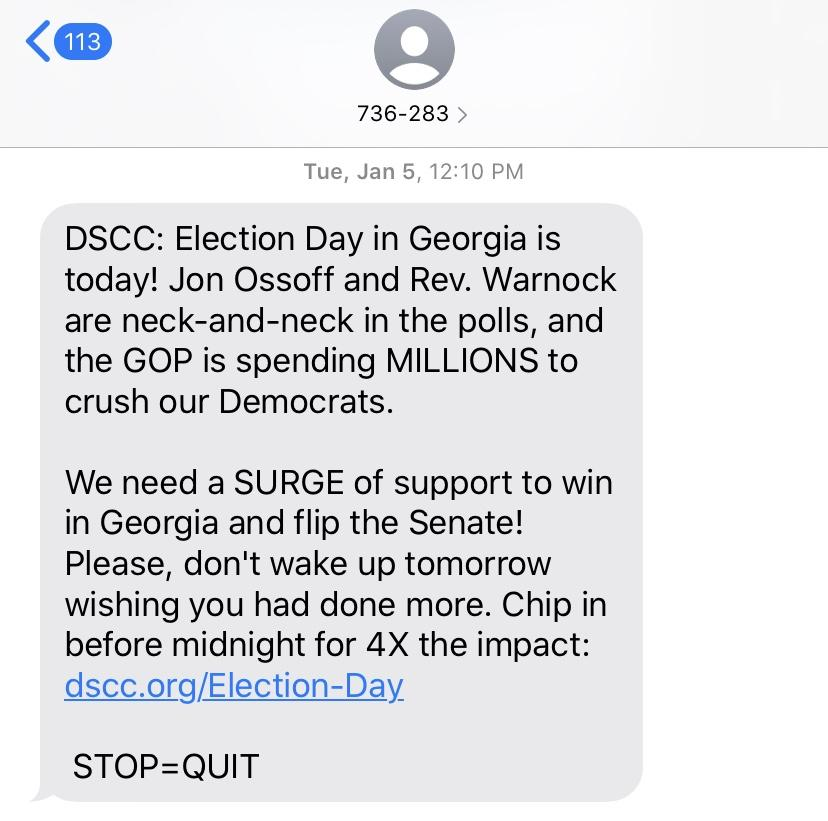 113
736-283
Tue, Jan 5, 12:10 PM
DSCC: Election Day in Georgia is
today! Jon Ossoff and Rev. Warnock
are neck-and-neck in the polls, and
the GOP is spending MILLIONS to
crush our Democrats.
We need a SURGE of support to win
in Georgia and flip the Senate!
Please, don't wake up tomorrow
wishing you had done more. Chip in
before midnight for 4X the impact:
dscc.org/Election-Day
STOP=QUIT